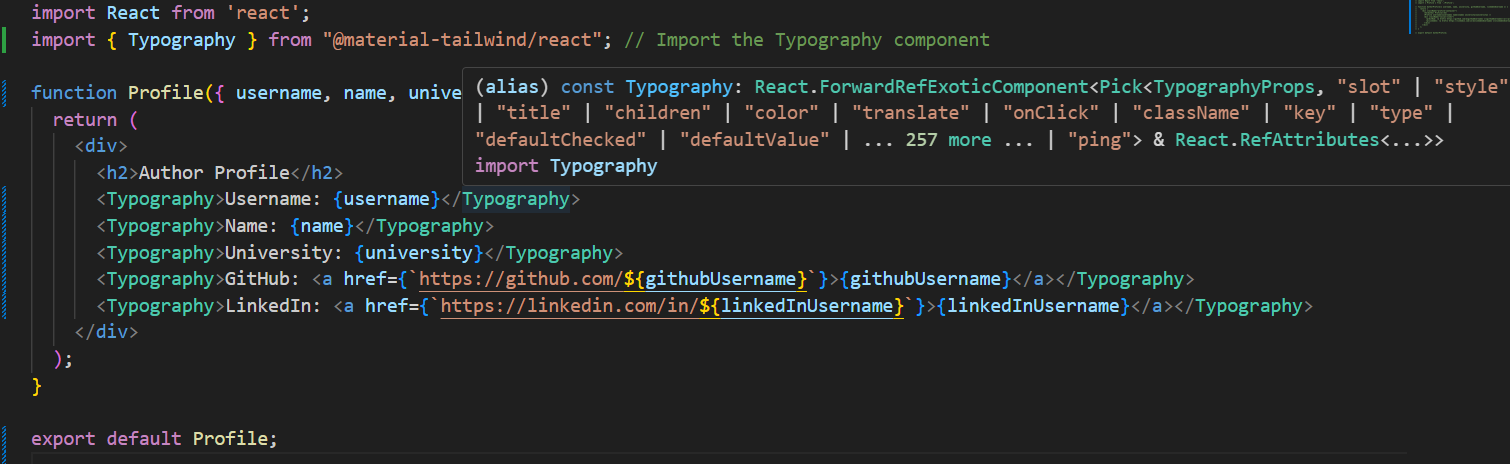 import React from 'react';
import { Typography } from "@material-tailwind/react"; // Import the Typography component
function Profile({ username, name, unive
(alias) const Typography: React.ForwardRefExoticComponent<Pick<TypographyProps, "slot" | "style"
| "title" | "children" | "color" | "translate" | "onClick" | "className" | "key" | "type" |
"defaultChecked" | "defaultValue" | ... 257 more ... | "ping"> & React.RefAttributes<...>>
import Typography
return (
<div>
<h2>Author Profile</h2>
<Typography>Username: {username}</Typography>
<Typography>Name: {name}</Typography>
<Typography>University: {university}</Typography>
<Typography>GitHub: <a href={`https://github.com/${githubUsername}`}>{githubUsername}</a></Typography>
<Typography>LinkedIn: <a href={`https://linkedin.com/in/${linkedInUsername}`}>{linkedInUsername}</a></Typography>
</div>
);
}
export default Profile;